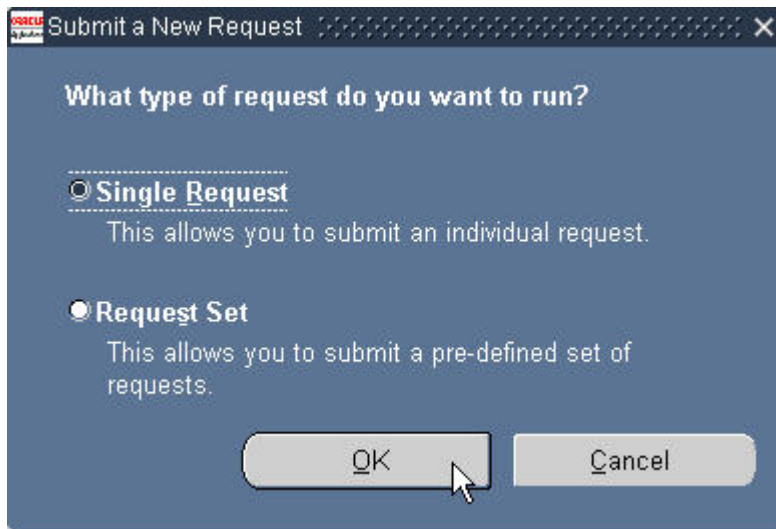 ORACLE
Submit a New Request
What type of request do you want to run?
Single Request
This allows you to submit an individual request.
Request Set
This allows you to submit a pre-defined set of
requests.
OK
Cancel